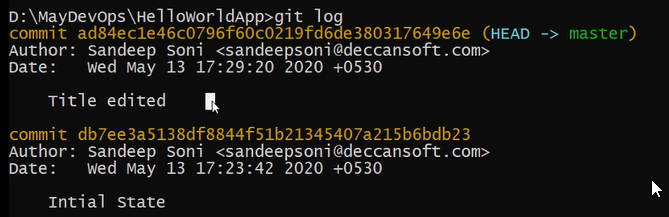 D:\MayDevOps\HelloWorldApp>git log
commit ad84ec1e46c0796f60c0219fd6de380317649e6e (HEAD -> master)
Author: Sandeep Soni <sandeepsoni@deccansoft.com>
Date:   Wed May 13 17:29:20 2020 +0530
    Title edited
commit db7ee3a5138df8844f51b21345407a215b6bdb23
Author: Sandeep Soni <sandeepsoni@deccansoft.com>
Date:   Wed May 13 17:23:42 2020 +0530
    Intial State